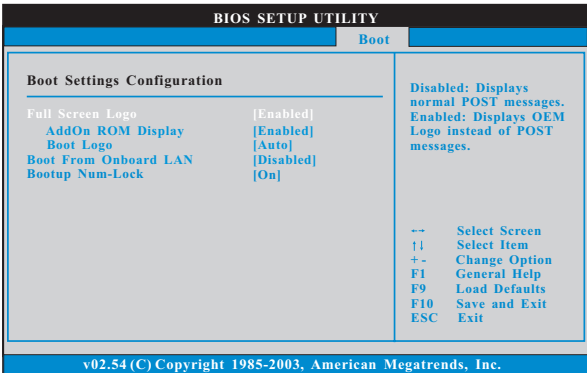 BIOS SETUP UTILITY
Boot
Boot Settings Configuration
Full Screen Logo [Enabled]
AddOn ROM Display [Enabled]
Boot Logo [Auto]
Boot From Onboard LAN [Disabled]
Bootup Num-Lock [On]
Disabled: Displays
normal POST messages.
Enabled: Displays OEM
Logo instead of POST
messages.
←→ Select Screen
↑↓ Select Item
+ - Change Option
F1 General Help
F9 Load Defaults
F10 Save and Exit
ESC Exit
v02.54 (C) Copyright 1985-2003, American Megatrends, Inc.